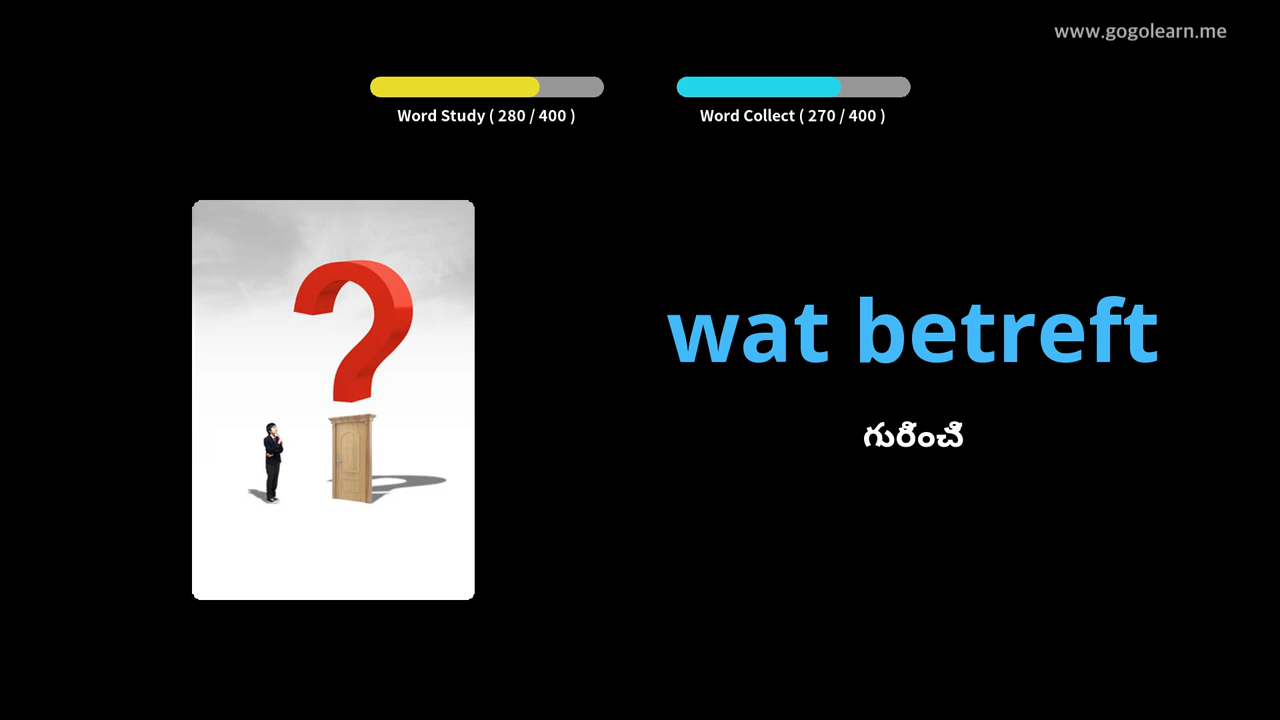 www.gogolearn.me
Word Study ( 280 / 400 )
Word Collect ( 270 / 400 )
wat betreft
గురించి